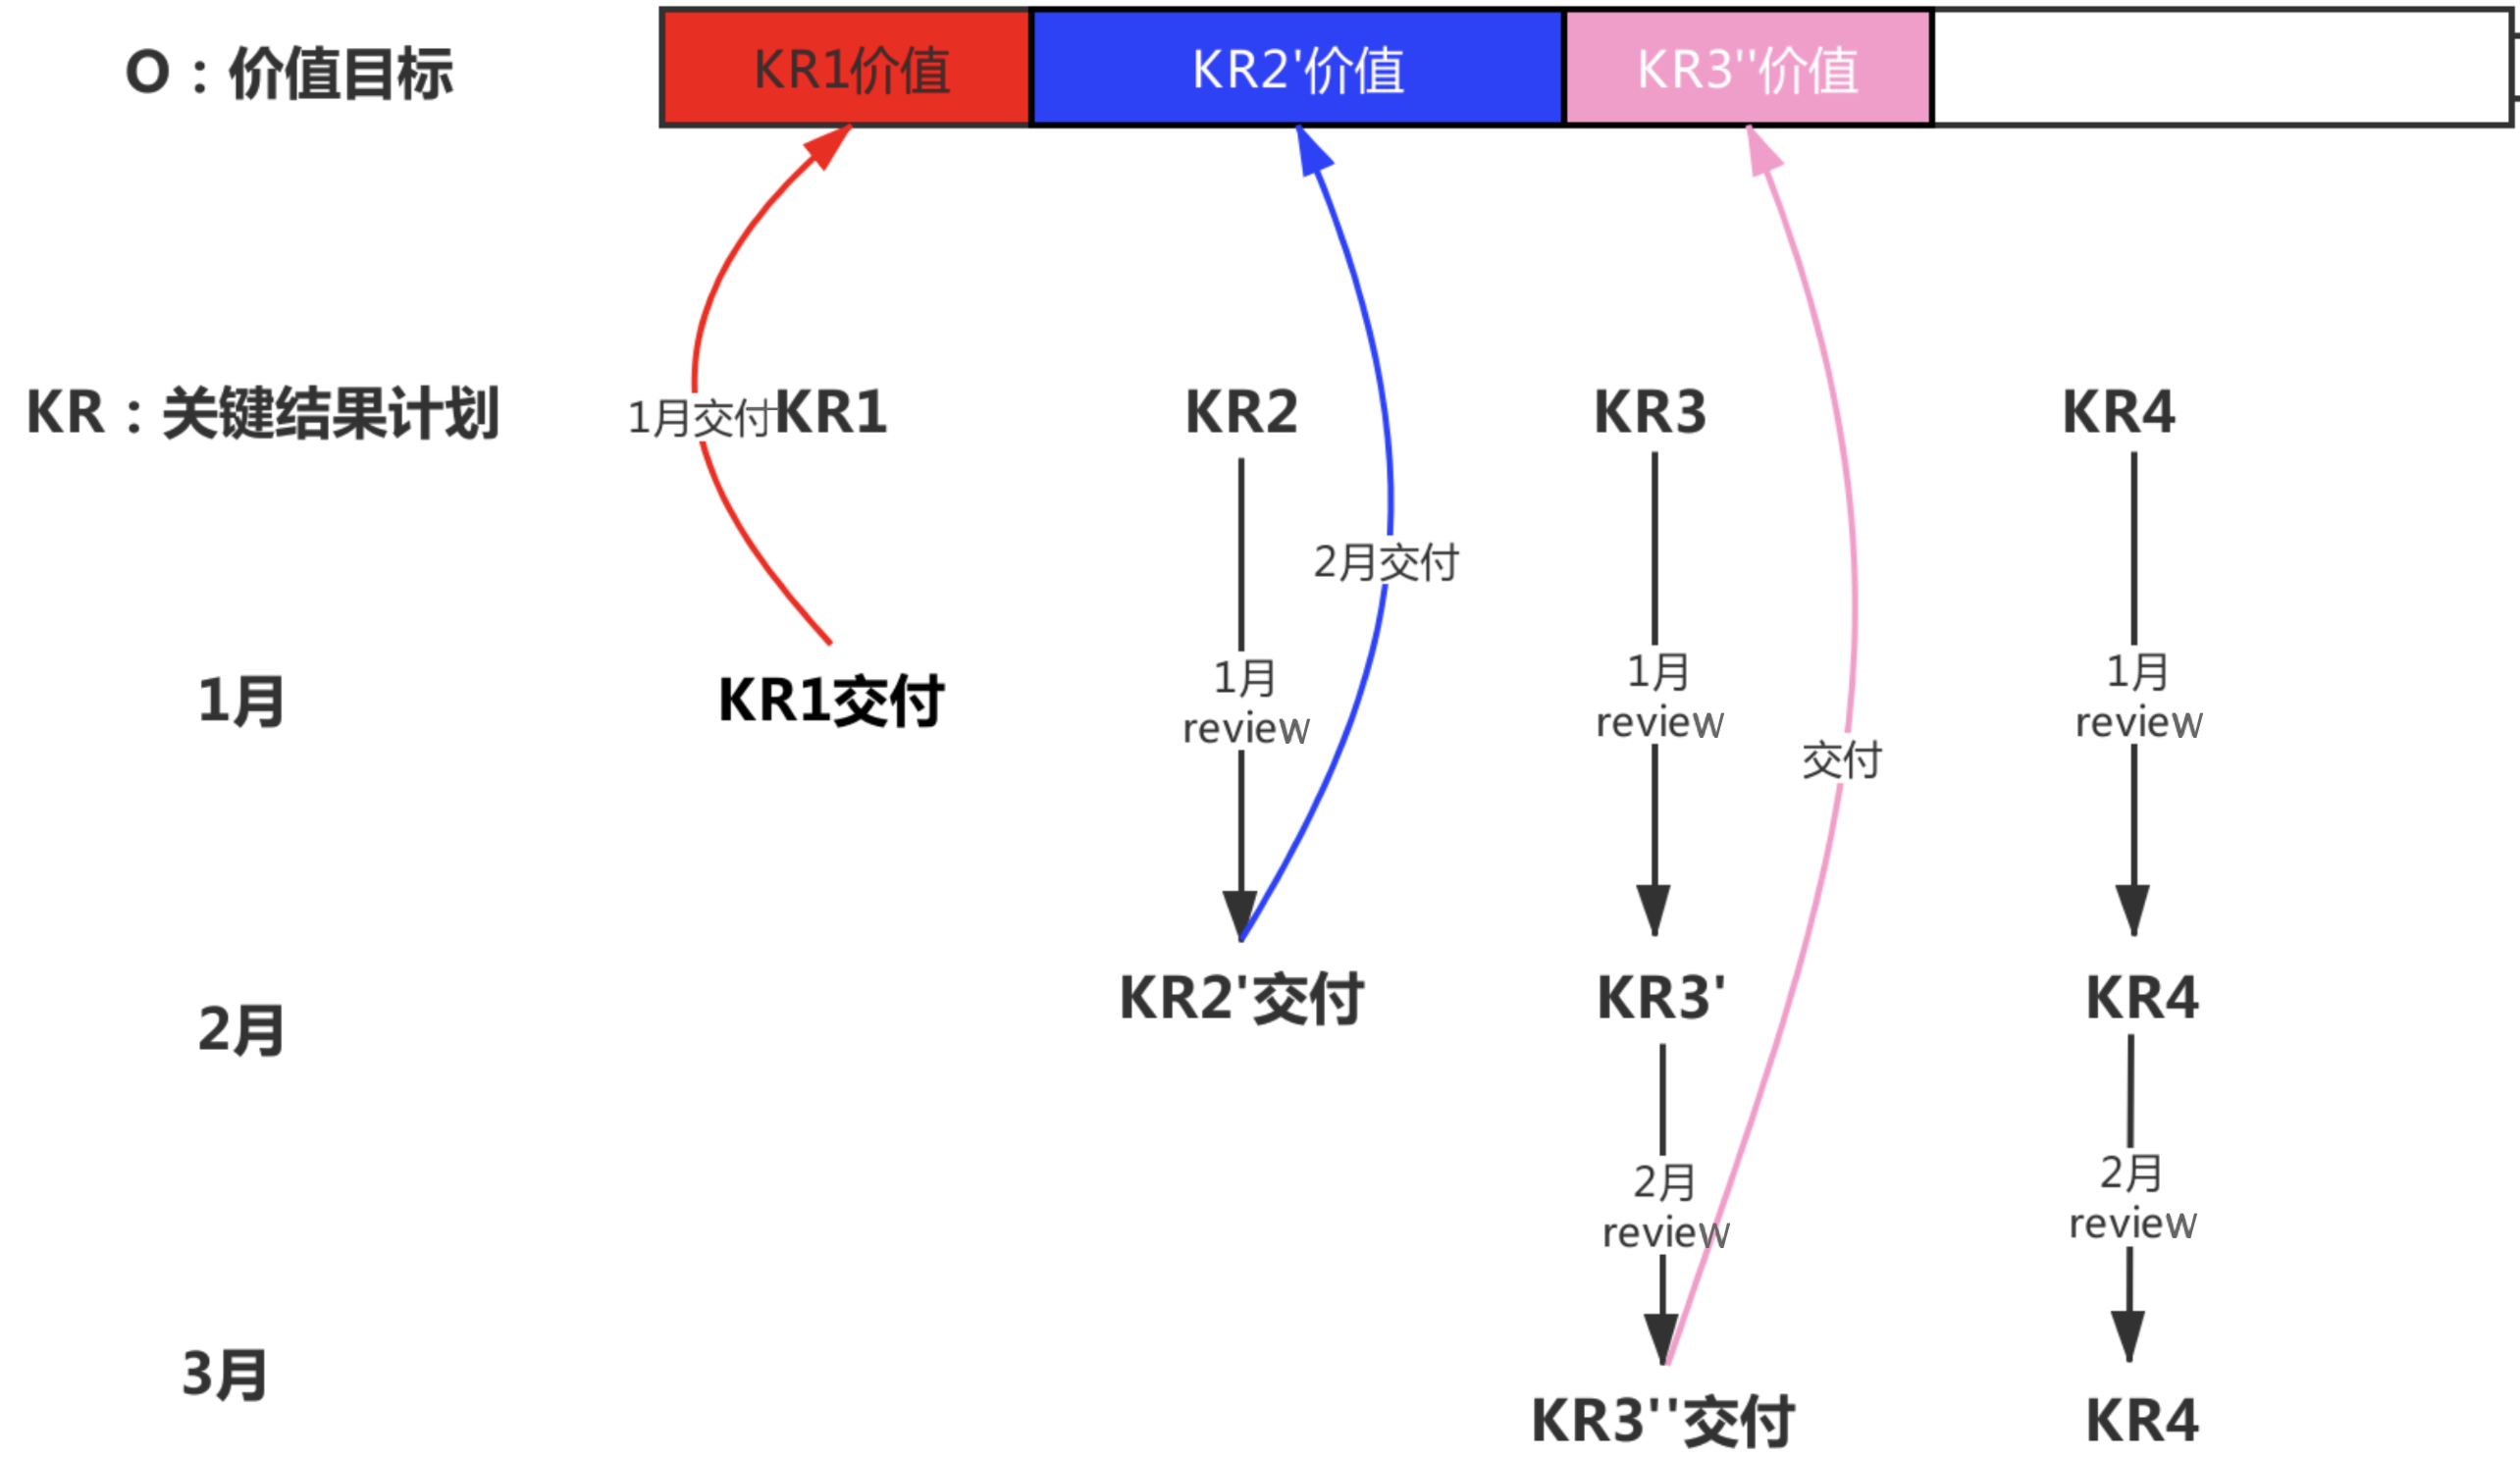 O：价值目标
KR1价值
KR2'价值
KR3''价值
KR：关键结果计划
1月交付
KR1
KR2
KR3
KR4
2月交付
1月
KR1交付
1月
review
1月
review
1月
review
交付
2月
KR2'交付
KR3'
KR4
2月
review
2月
review
3月
KR3''交付
KR4